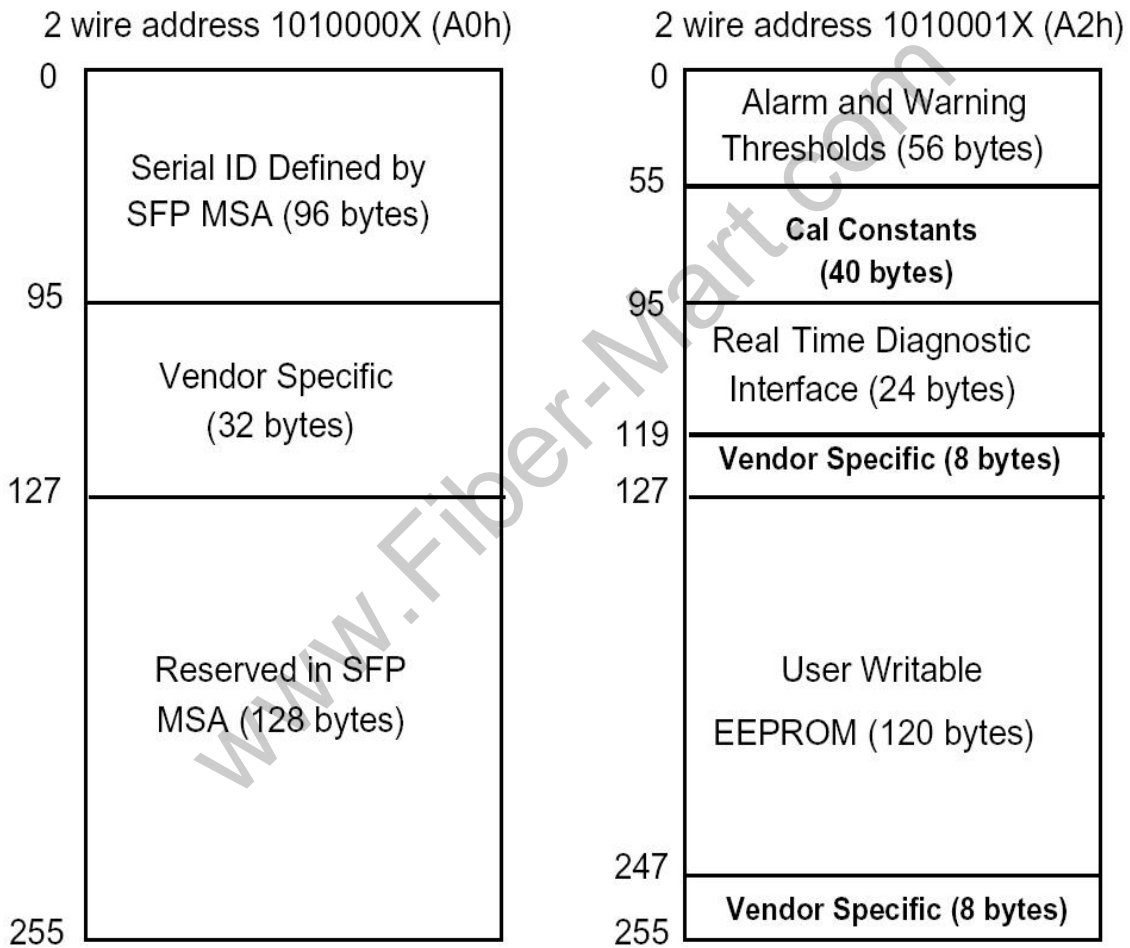 2 wire address 1010000X (A0h)
0
Serial ID Defined by
SFP MSA (96 bytes)
95
Vendor Specific
(32 bytes)
127
Reserved in SFP
MSA (128 bytes)
255
2 wire address 1010001X (A2h)
0
Alarm and Warning
Thresholds (56 bytes)
55
Cal Constants
(40 bytes)
95
Real Time Diagnostic
Interface (24 bytes)
119
Vendor Specific (8 bytes)
127
User Writable
EEPROM (120 bytes)
247
Vendor Specific (8 bytes)
255
www.Fiber-Mart.com